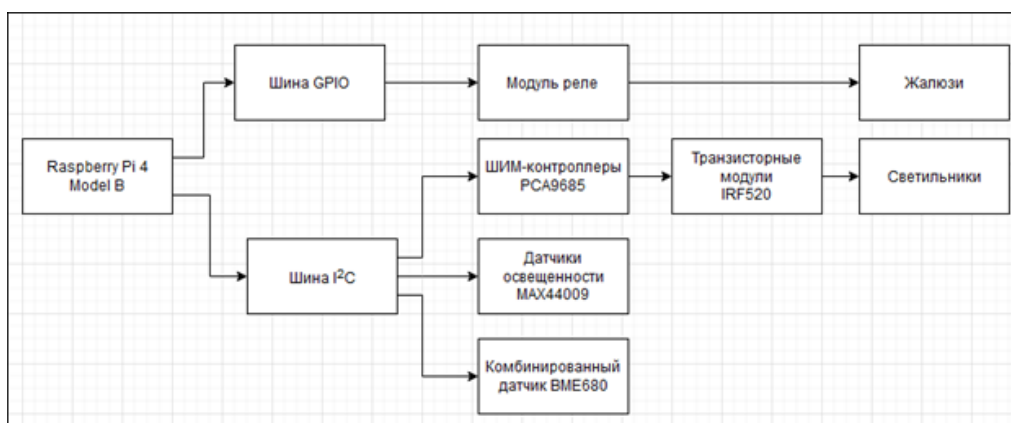 Шина GPIO
Модуль реле
Жалюзи
Raspberry Pi 4
Model B
ШИМ-контроллеры
PCA9685
Транзисторные
модули
IRF520
Светильники
Шина I²C
Датчики
освещенности
MAX44009
Комбинированный
датчик BME680